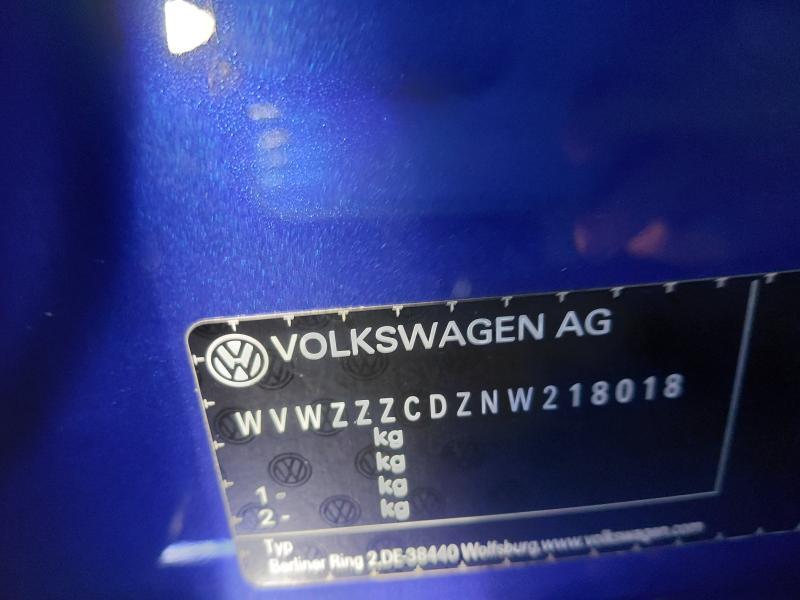 VOLKSWAGEN AG
WVWZZZCDZNW218018
kg
kg
1- kg
2- kg
Typ
Berliner Ring 2,DE-38440 Wolfsburg,www.volkswagen.com